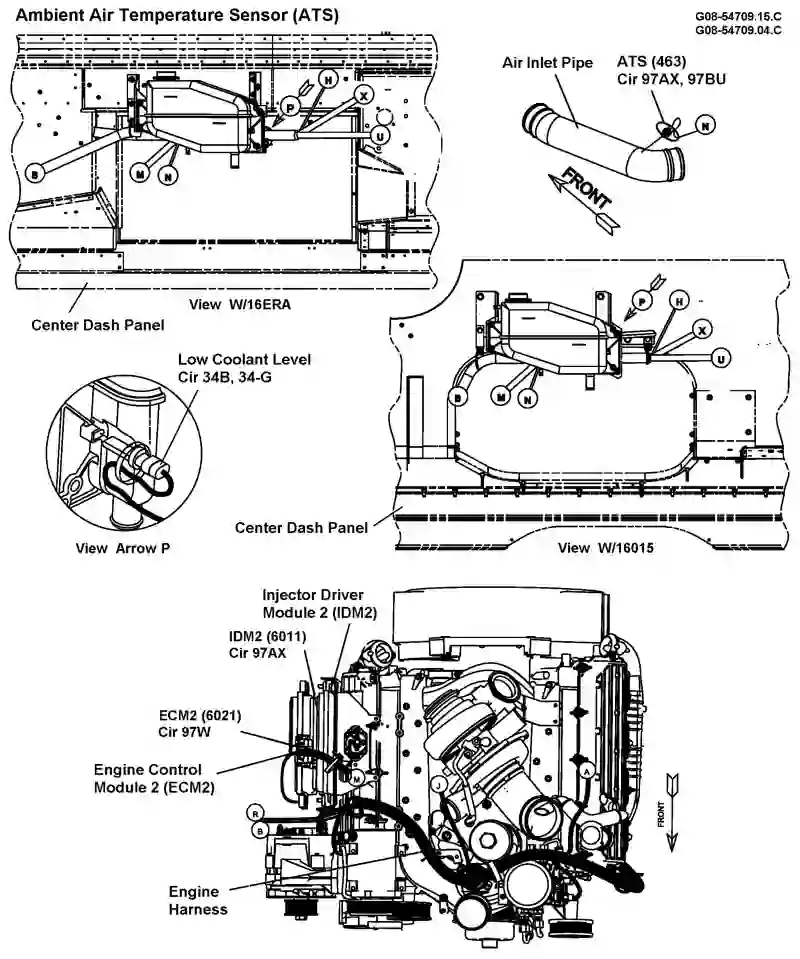 Ambient Air Temperature Sensor (ATS)
G08-54709.15.C
G08-54709.04.C
Air Inlet Pipe
ATS (463)
Cir 97AX, 97BU
H
X
P
U
B
M
N
N
FRONT
View W/16ERA
Center Dash Panel
P
H
X
U
B
M
N
Low Coolant Level
Cir 34B, 34-G
View Arrow P
Center Dash Panel
View W/16015
Injector Driver
Module 2 (IDM2)
IDM2 (6011)
Cir 97AX
ECM2 (6021)
Cir 97W
Engine Control
Module 2 (ECM2)
M
J
A
R
B
FRONT
Engine
Harness